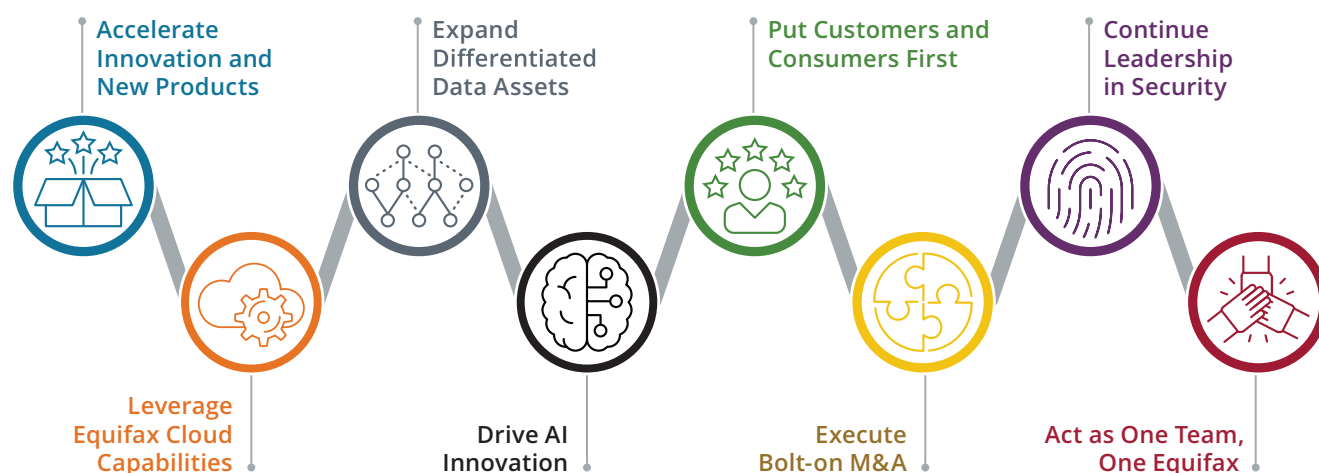 Accelerate
Innovation and
New Products
Expand
Differentiated
Data Assets
Put Customers and
Consumers First
Continue
Leadership
in Security
Leverage
Equifax Cloud
Capabilities
Drive AI
Innovation
Execute
Bolt-on M&A
Act as One Team,
One Equifax